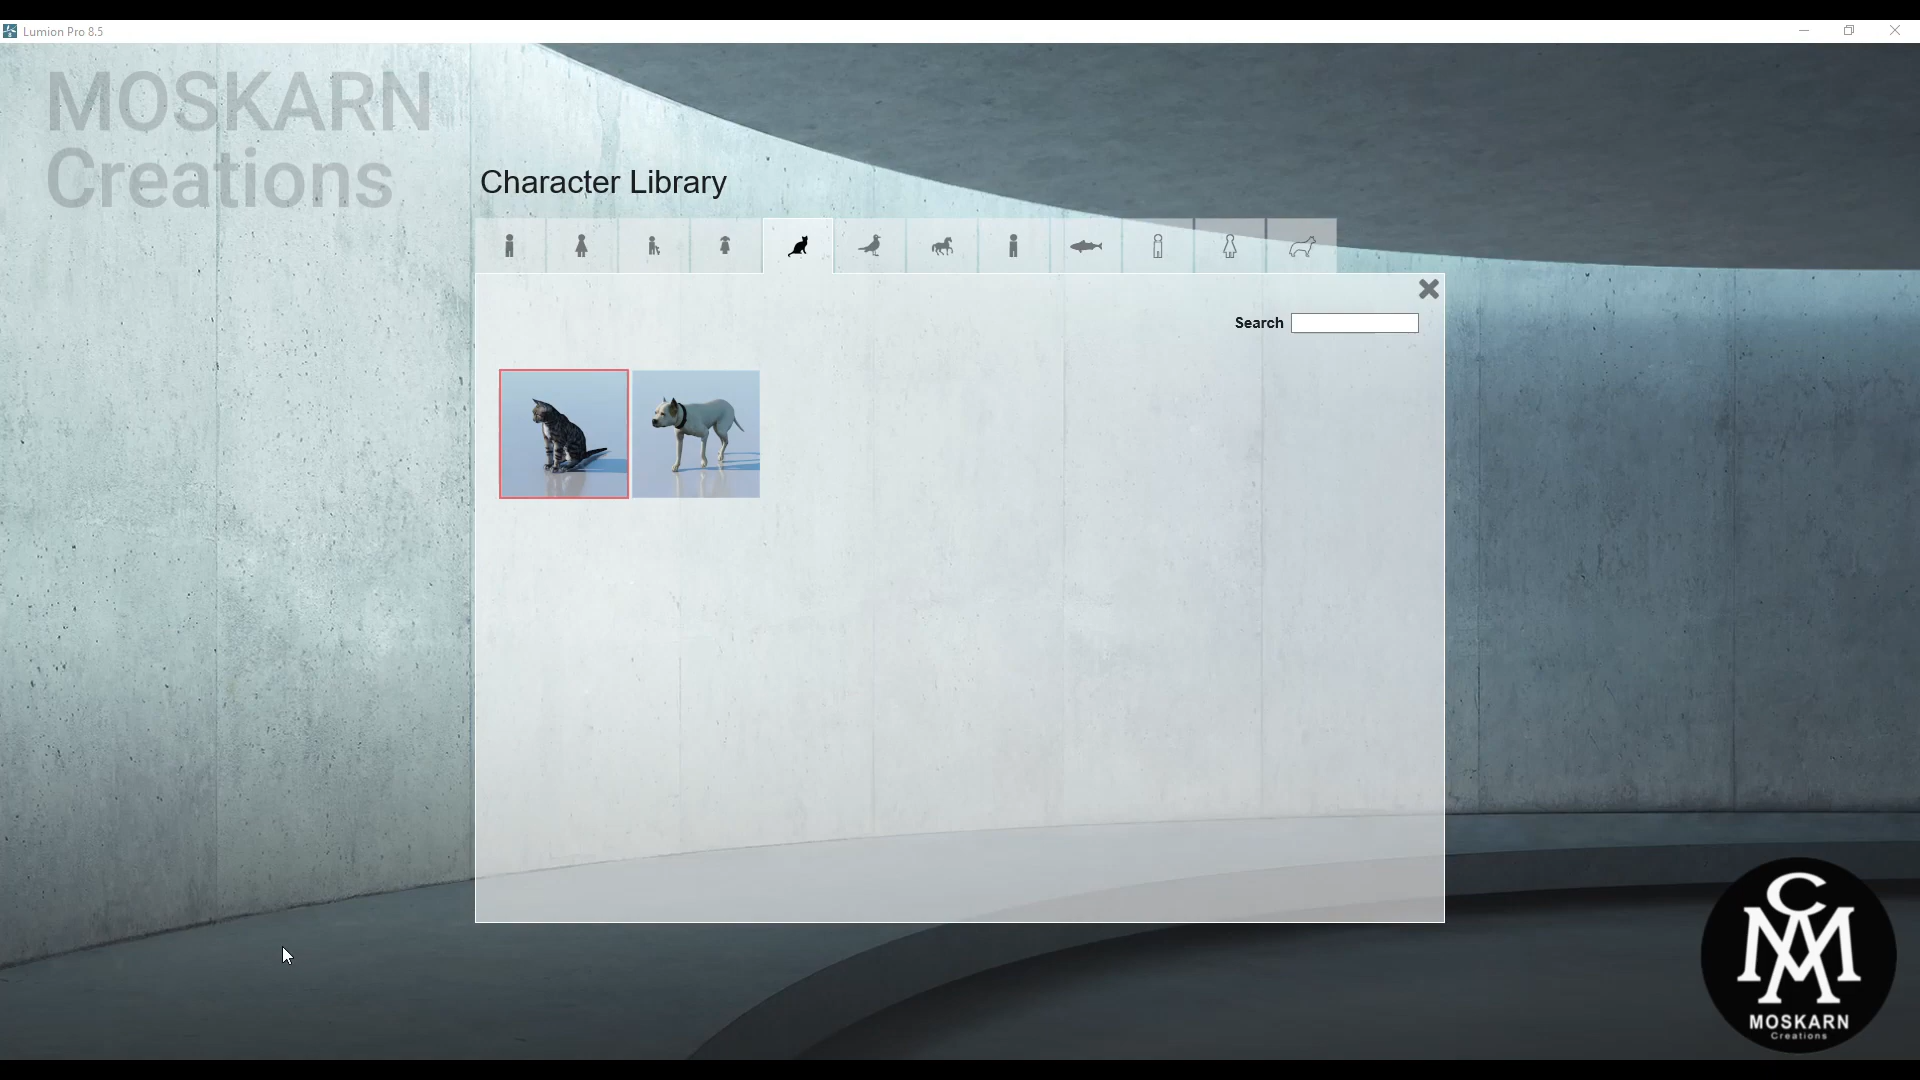 Lumion Pro 8.5
MOSKARN
Creations
Character Library
Search
MOSKARN
Creations